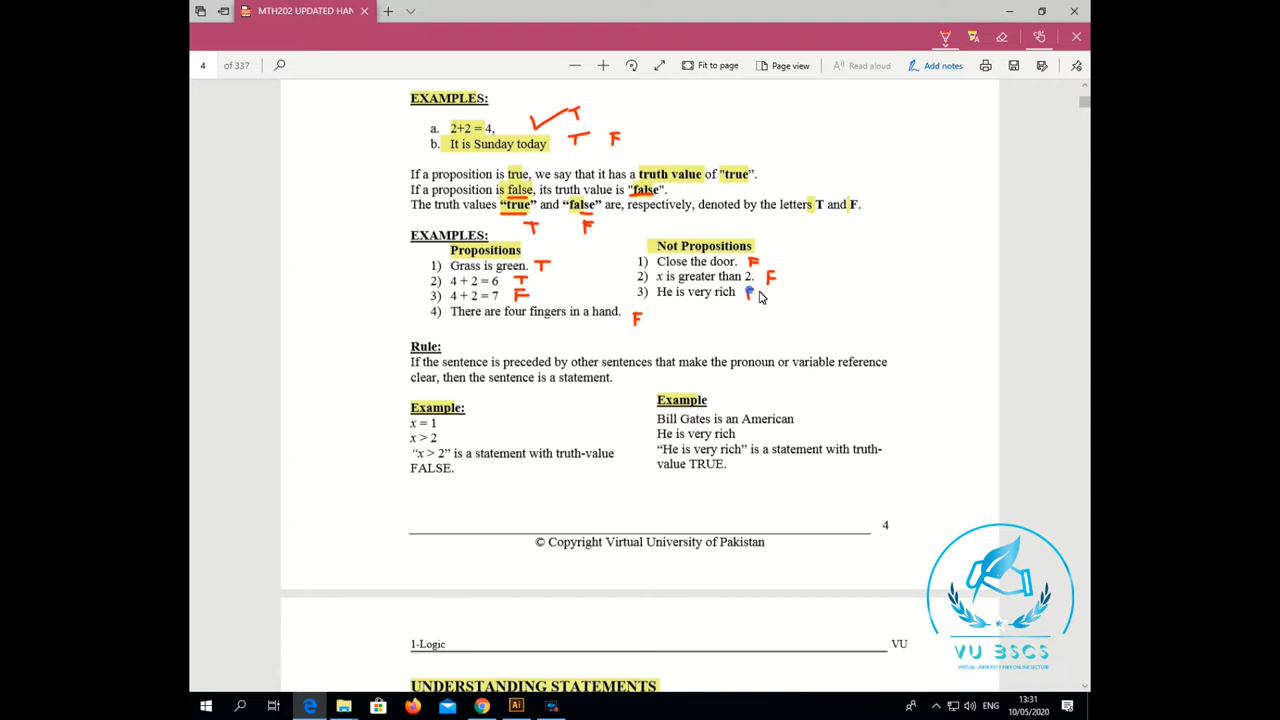 MTH202 UPDATED HAN
4 of 337
Fit to page
Page view
Read aloud
Add notes
EXAMPLES:
a. 2+2 = 4, T
b. It is Sunday today T F
If a proposition is true, we say that it has a truth value of "true".
If a proposition is false, its truth value is "false".
The truth values “true” and “false” are, respectively, denoted by the letters T and F.
T F
EXAMPLES:
Propositions
1) Grass is green. T
2) 4 + 2 = 6 T
3) 4 + 2 = 7 F
4) There are four fingers in a hand. F
Not Propositions
1) Close the door. F
2) x is greater than 2. F
3) He is very rich
Rule:
If the sentence is preceded by other sentences that make the pronoun or variable reference
clear, then the sentence is a statement.
Example:
x = 1
x > 2
“x > 2” is a statement with truth-value
FALSE.
Example
Bill Gates is an American
He is very rich
“He is very rich” is a statement with truth-
value TRUE.
4
© Copyright Virtual University of Pakistan
1-Logic VU
UNDERSTANDING STATEMENTS
VU BSCS
VIRTUAL UNIVERSITY FREE ONLINE LECTURE
ENG
13:31
10/05/2020